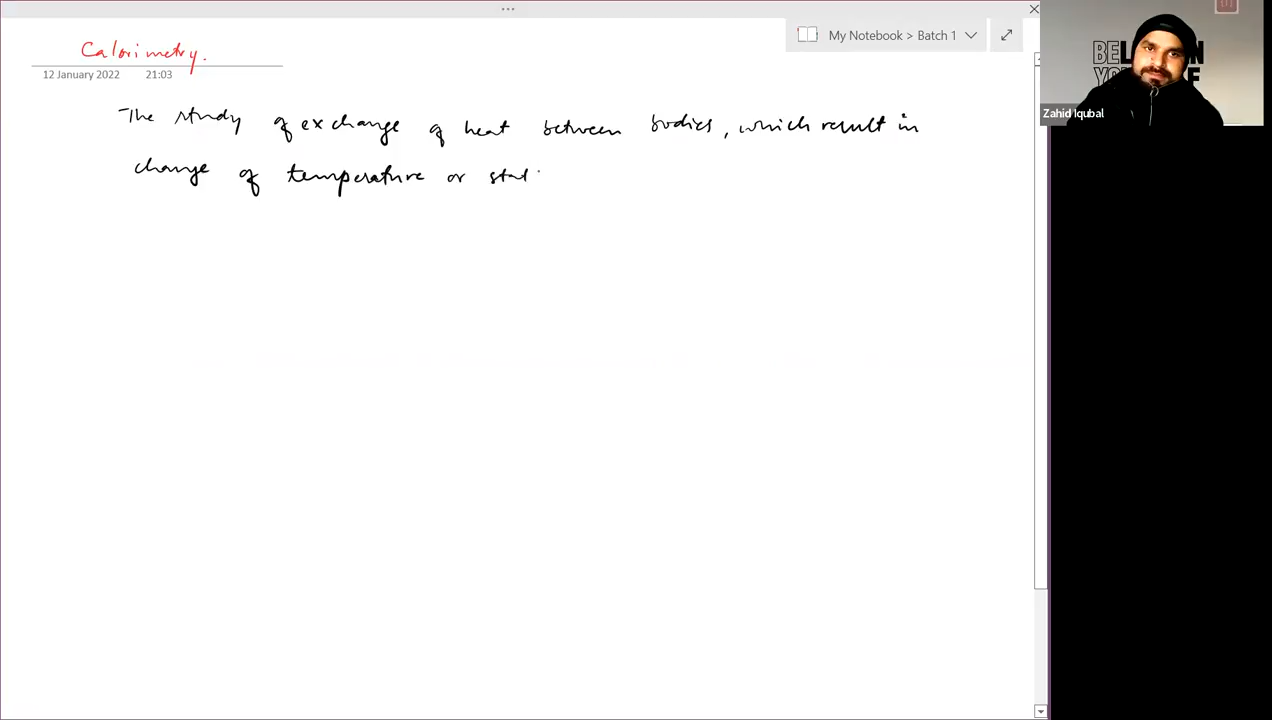 My Notebook > Batch 1
Calorimetry.
12 January 2022 21:03
Zahid Iqubal
The study of exchange of heat between bodies, which result in
change of temperature or stat